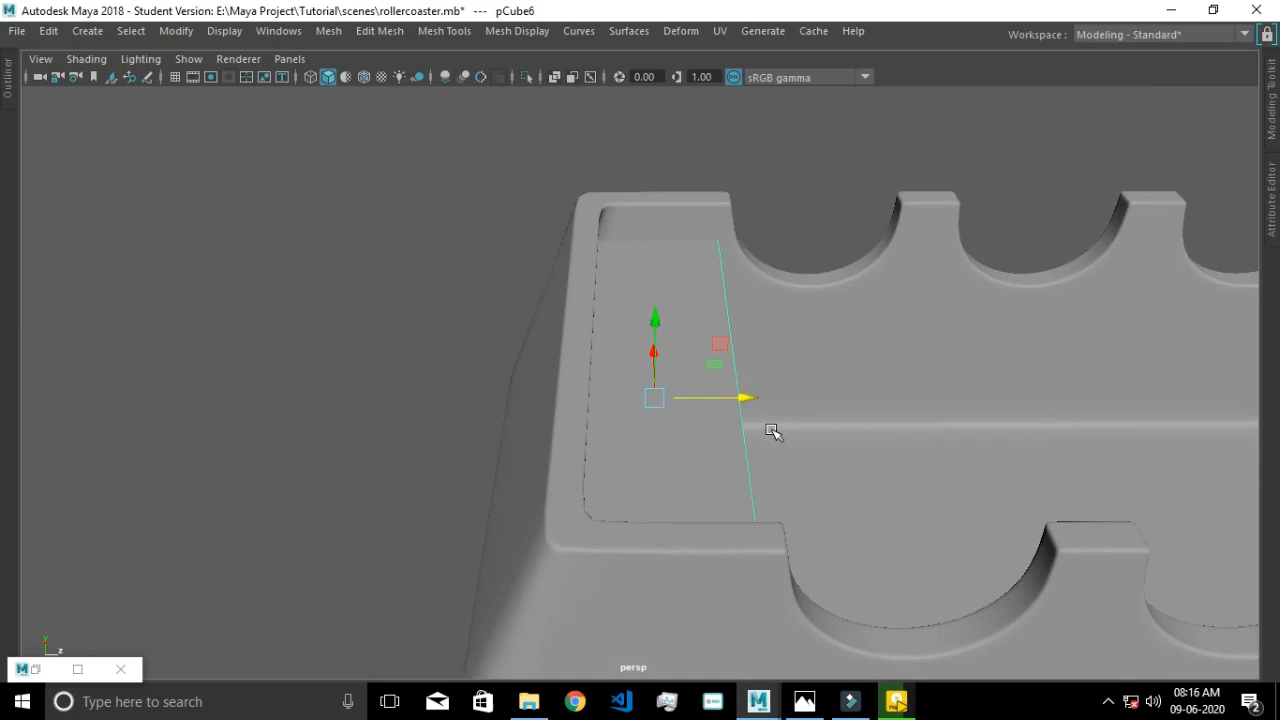 Autodesk Maya 2018 - Student Version: E:\Maya Project\Tutorial\scenes\rollercoaster.mb*   ---   pCube6
File Edit Create Select Modify Display Windows Mesh Edit Mesh Mesh Tools Mesh Display Curves Surfaces Deform UV Generate Cache Help Workspace : Modeling - Standard*
View Shading Lighting Show Renderer Panels
0.00 1.00 ON sRGB gamma
Outliner
Modeling Toolkit
Attribute Editor
y
z
persp
Type here to search
08:16 AM
09-06-2020
2